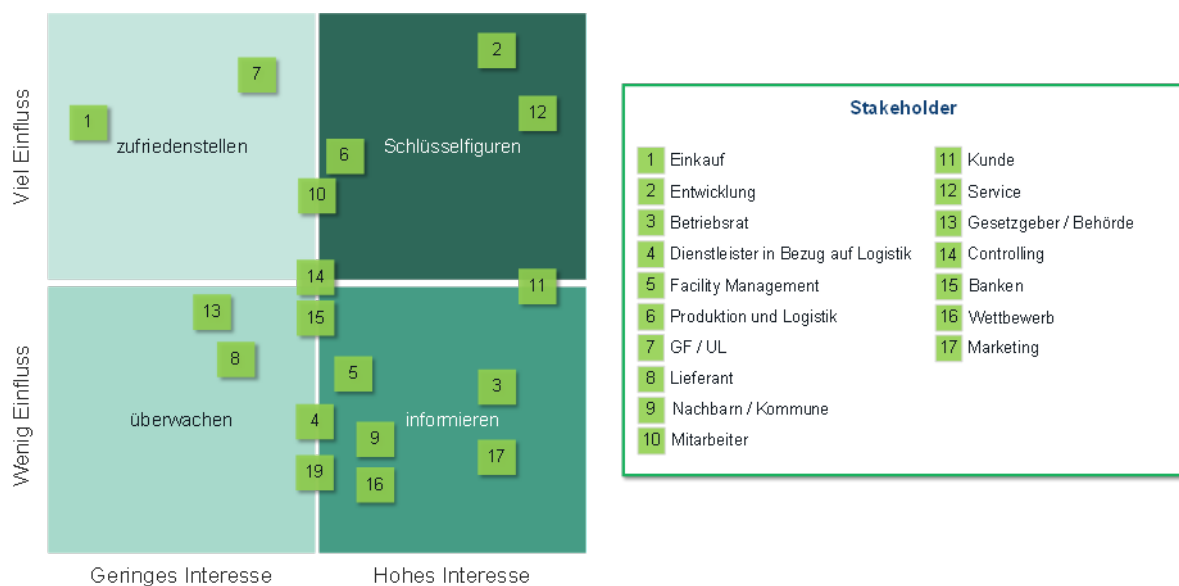 Viel Einfluss
Wenig Einfluss
2
7
12
1
zufriedenstellen
Schlüsselfiguren
6
10
14
11
13
15
8
5
3
überwachen
4
informieren
9
17
19
16
Geringes Interesse
Hohes Interesse
Stakeholder
1 Einkauf
2 Entwicklung
3 Betriebsrat
4 Dienstleister in Bezug auf Logistik
5 Facility Management
6 Produktion und Logistik
7 GF / UL
8 Lieferant
9 Nachbarn / Kommune
10 Mitarbeiter
11 Kunde
12 Service
13 Gesetzgeber / Behörde
14 Controlling
15 Banken
16 Wettbewerb
17 Marketing